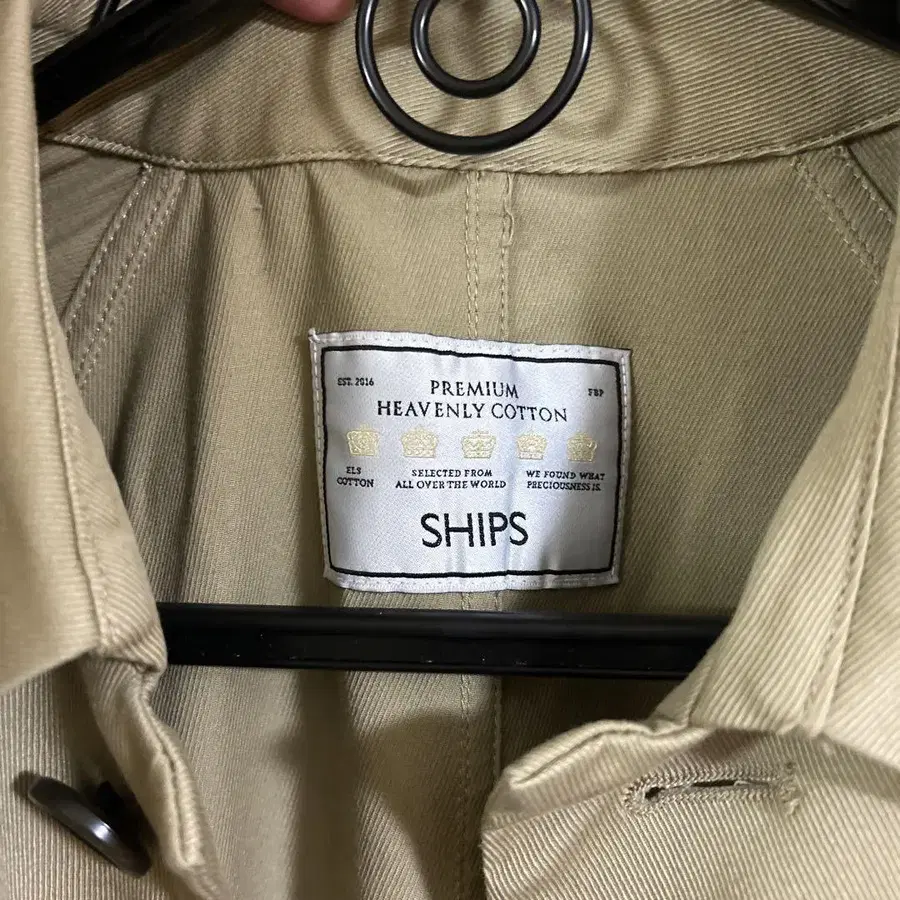 EST. 2016
PREMIUM
FBP
HEAVENLY COTTON
ELS
COTTON
SELECTED FROM
ALL OVER THE WORLD
WE FOUND WHAT
PRECIOUSNESS IS.
SHIPS